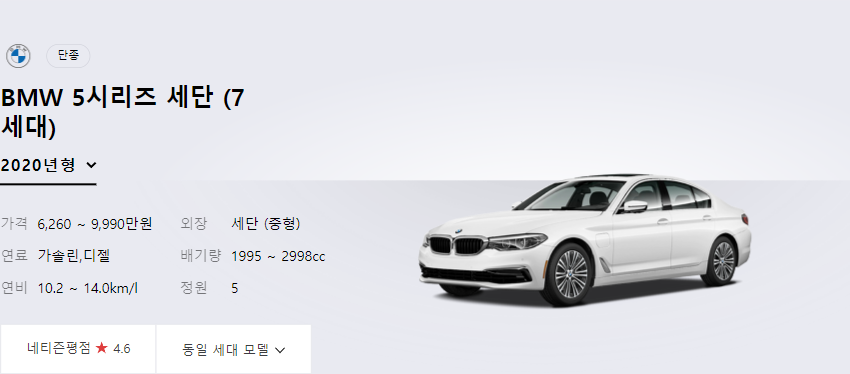 단종
BMW 5시리즈 세단 (7
세대)
2020년형
가격 6,260 ~ 9,990만원 외장 세단 (중형)
연료 가솔린,디젤 배기량 1995 ~ 2998cc
연비 10.2 ~ 14.0km/l 정원 5
네티즌평점 ★ 4.6 동일 세대 모델